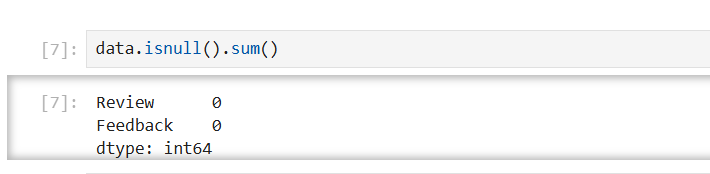 [7]: data.isnull().sum()
[7]: Review 0
Feedback 0
dtype: int64